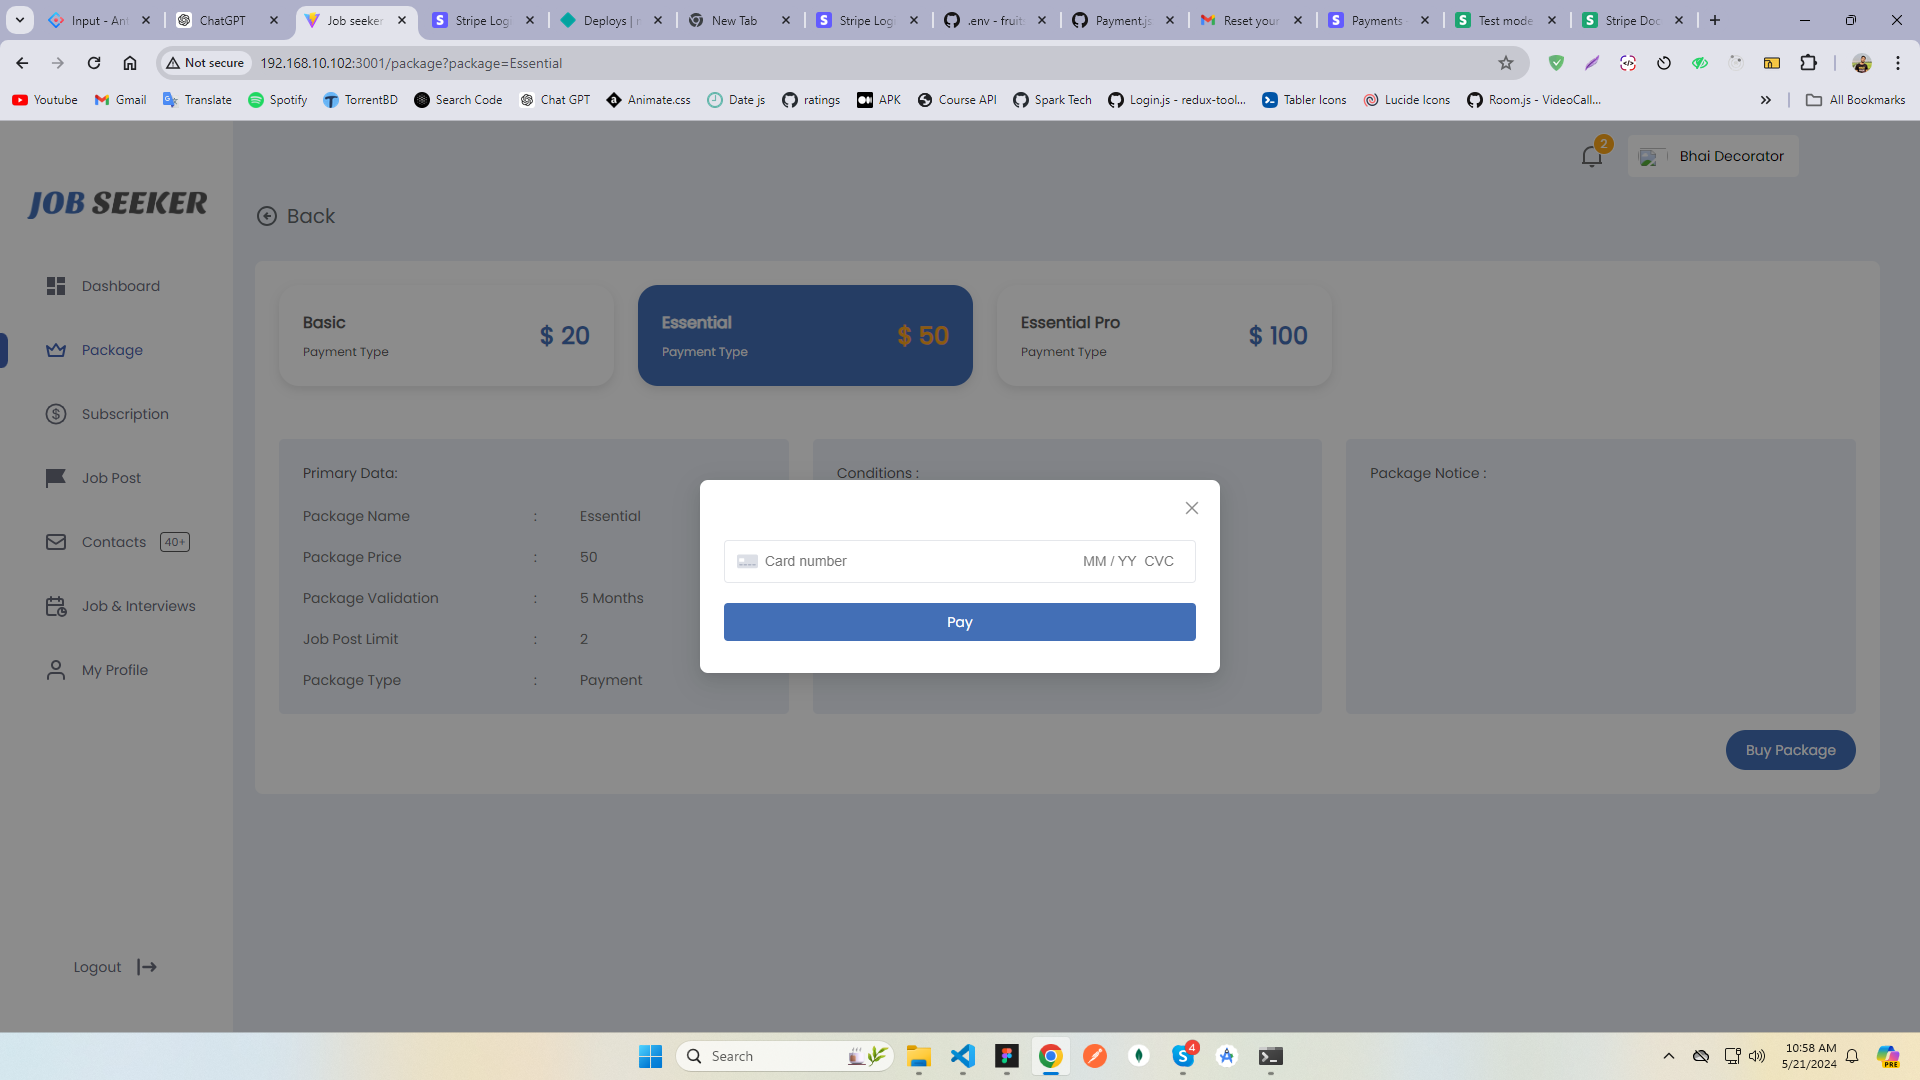 Input - Ant
ChatGPT
Job seeker
Stripe Logi
Deploys | n
New Tab
Stripe Logi
.env - fruits
Payment.js
Reset your
Payments -
Test mode
Stripe Doc
Not secure
192.168.10.102:3001/package?package=Essential
Youtube
Gmail
Translate
Spotify
TorrentBD
Search Code
Chat GPT
Animate.css
Date js
ratings
APK
Course API
Spark Tech
Login.js - redux-tool...
Tabler Icons
Lucide Icons
Room.js - VideoCall...
All Bookmarks
2
Bhai Decorator
JOB SEEKER
Back
Dashboard
Package
Subscription
Job Post
Contacts 40+
Job & Interviews
My Profile
Logout
Basic
Payment Type
$ 20
Essential
Payment Type
$ 50
Essential Pro
Payment Type
$ 100
Primary Data:
Package Name : Essential
Package Price : 50
Package Validation : 5 Months
Job Post Limit : 2
Package Type : Payment
Conditions :
Package Notice :
Card number MM / YY CVC
Pay
Buy Package
Search
4
10:58 AM
5/21/2024
PRE